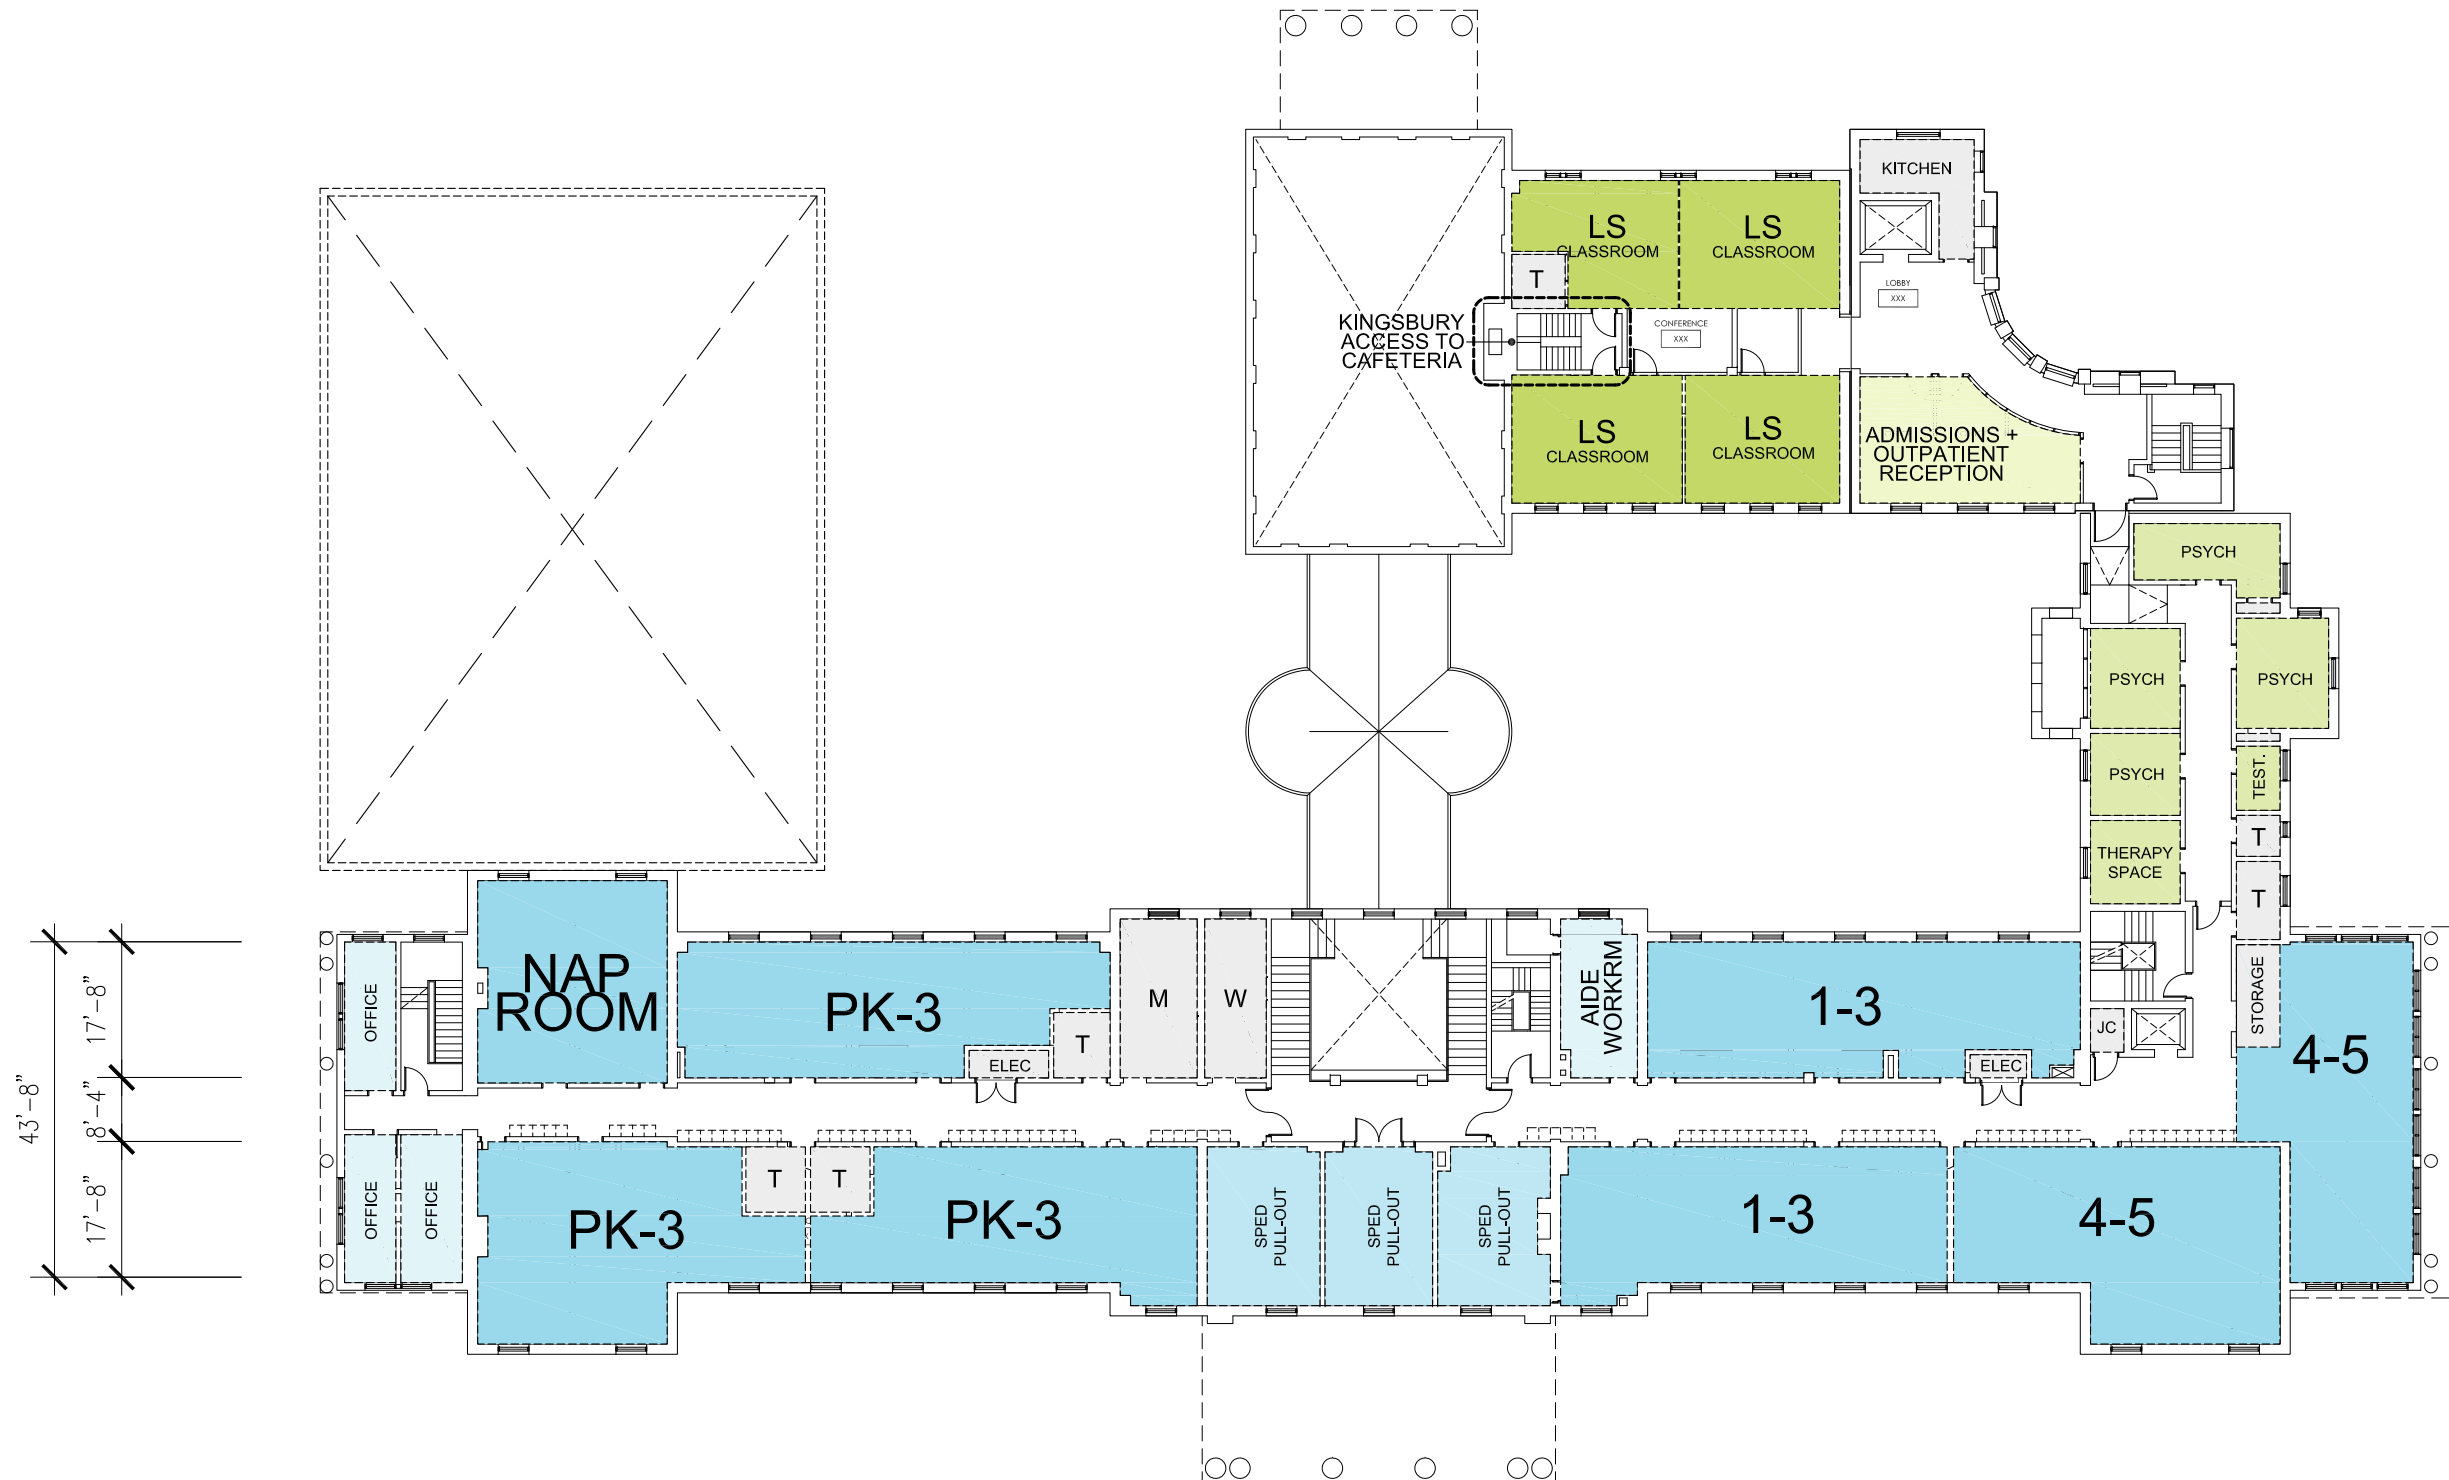 KITCHEN
LS
CLASSROOM
LS
CLASSROOM
T
LOBBY
XXX
KINGSBURY
ACCESS TO
CAFETERIA
CONFERENCE
XXX
LS
CLASSROOM
LS
CLASSROOM
ADMISSIONS +
OUTPATIENT
RECEPTION
PSYCH
PSYCH
PSYCH
PSYCH
TEST.
THERAPY
SPACE
T
T
43'-8"
17'-8"
8'-4"
17'-8"
OFFICE
NAP
ROOM
PK-3
ELEC
T
M
W
AIDE
WORKRM
1-3
ELEC
JC
STORAGE
4-5
OFFICE
OFFICE
PK-3
T
T
PK-3
SPED
PULL-OUT
SPED
PULL-OUT
SPED
PULL-OUT
1-3
4-5